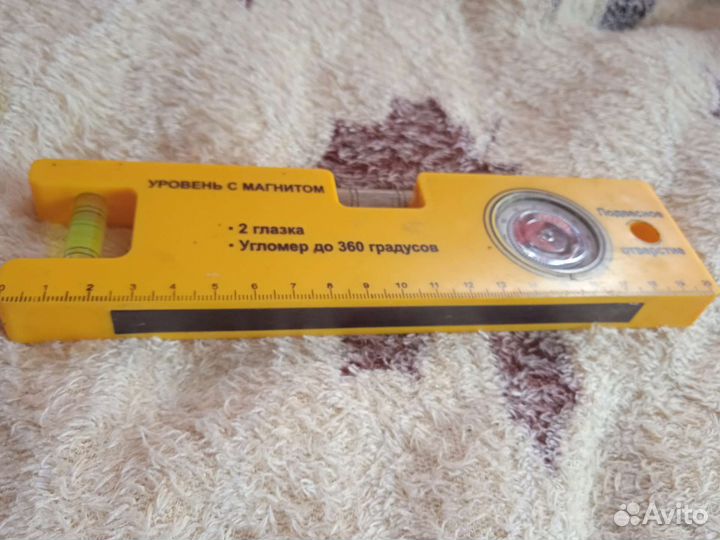 УРОВЕНЬ С МАГНИТОМ
• 2 глазка
• Угломер до 360 градусов
Подвесное
отверстие
0 1 2 3 4 5 6 7 8 9 10 11 12 13 14 15 16 17 18 19 20
Avito